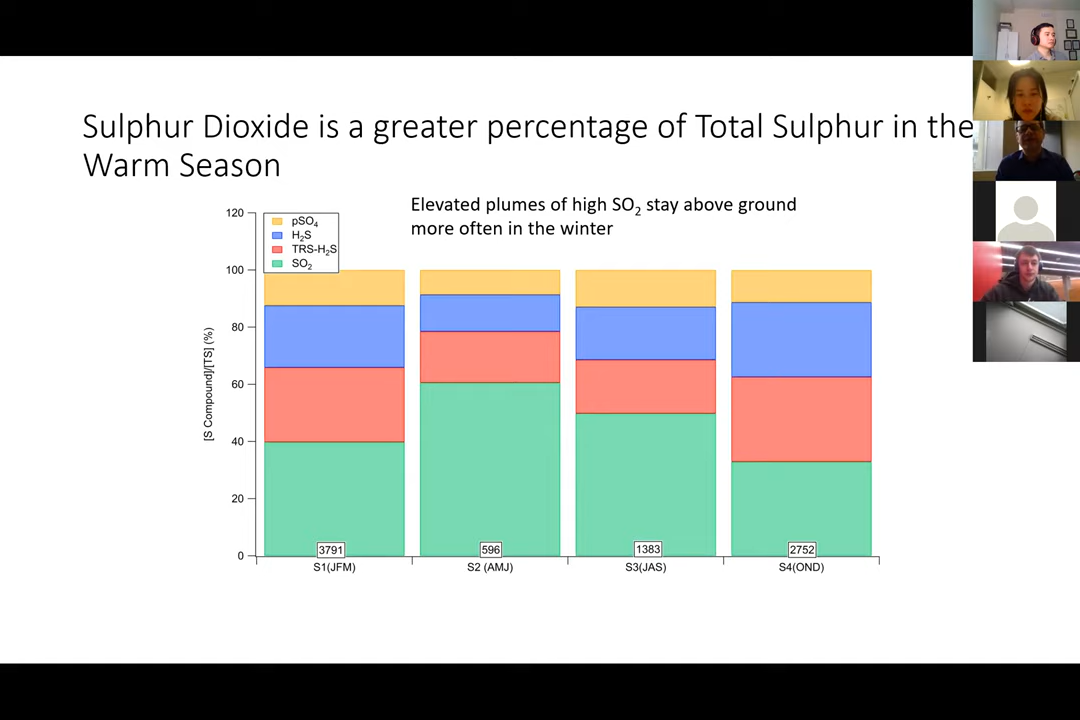 Sulphur Dioxide is a greater percentage of Total Sulphur in the
Warm Season
Elevated plumes of high SO₂ stay above ground
more often in the winter
pSO₄
H₂S
TRS-H₂S
SO₂
[S Compound]/[TS] (%)
120
100
80
60
40
20
0
3791
596
1383
2752
S1(JFM)
S2 (AMJ)
S3(JAS)
S4(OND)